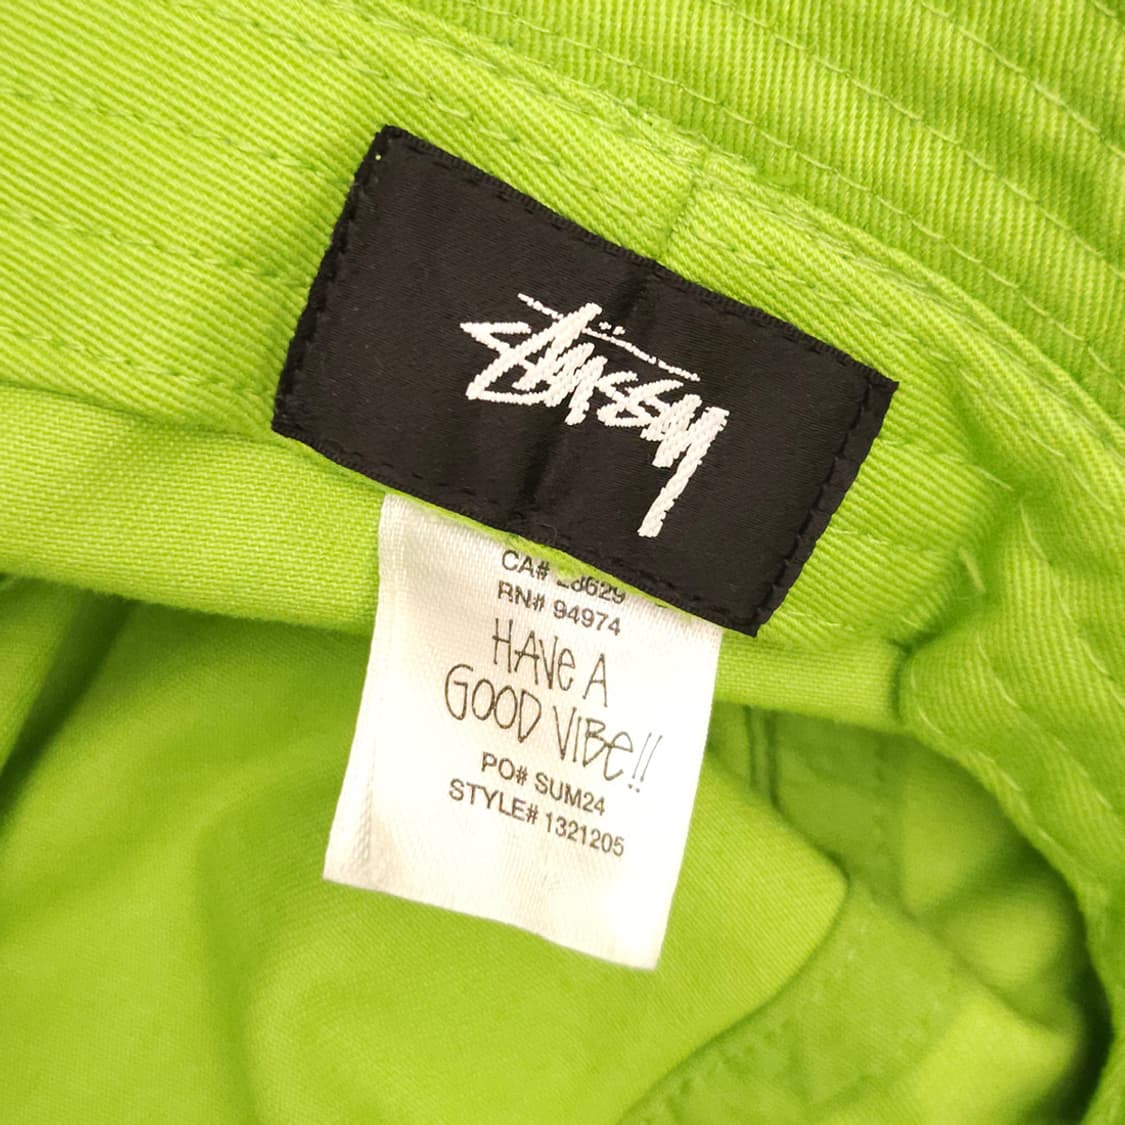 Stüssy
CA#
RN# 94974
HAVE A
GOOD VIBE!!
PO# SUM24
STYLE# 1321205